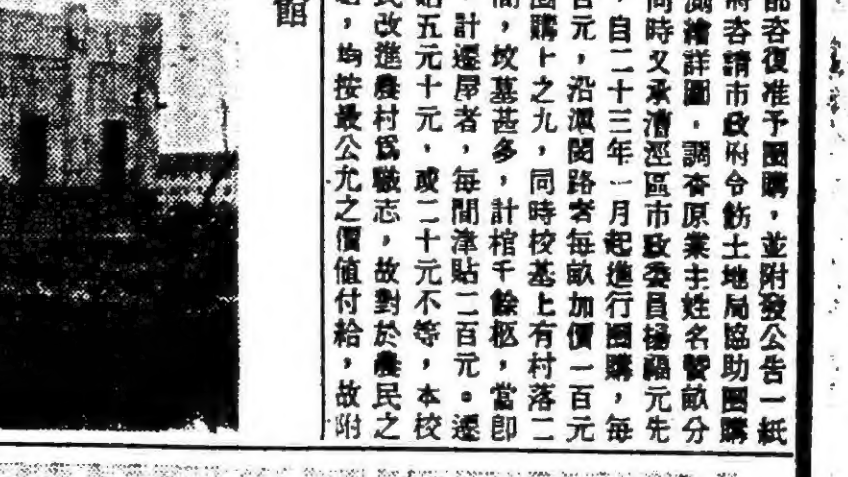 部咨復准予圈購，並附發公告一紙
咨請市政府令飭土地局協助圈購
測繪詳圖，調查原業主姓名暨畝分
同時又承漕涇區市政委員楊福元先
自二十三年一月起進行圈購，每
百元，沿滬閔路者每畝加價一百元
圈購十之九，同時校基上有村落二
間，坟墓甚多，計棺千餘柩，當即
計遷屋者，每間津貼二百元。遷
貼五元十元，或二十元不等，本校
民改進農村爲職志，故對於農民之
，均按最公允之價値付給，故附
館